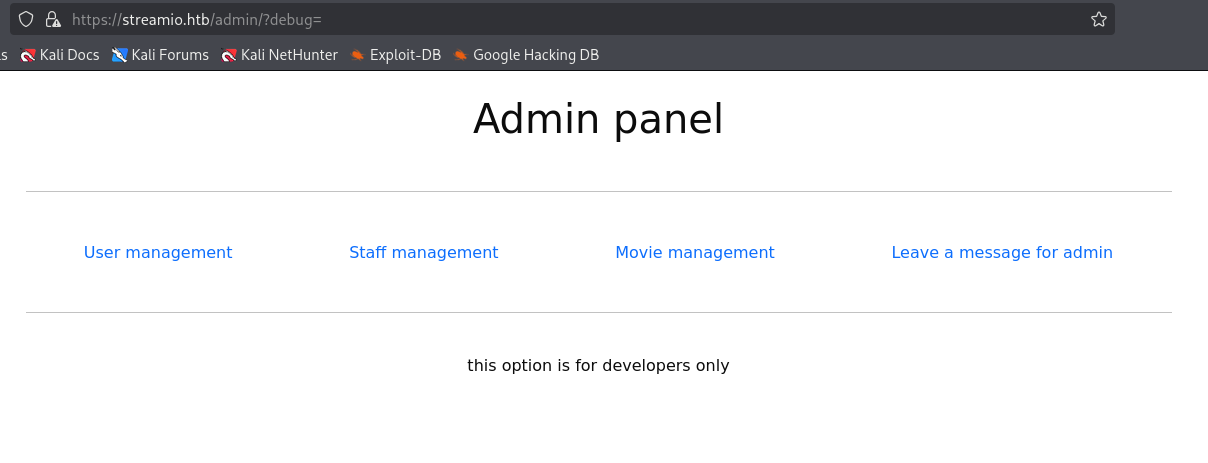 https://streamio.htb/admin/?debug=
s Kali Docs Kali Forums Kali NetHunter Exploit-DB Google Hacking DB
Admin panel
User management Staff management Movie management Leave a message for admin
this option is for developers only